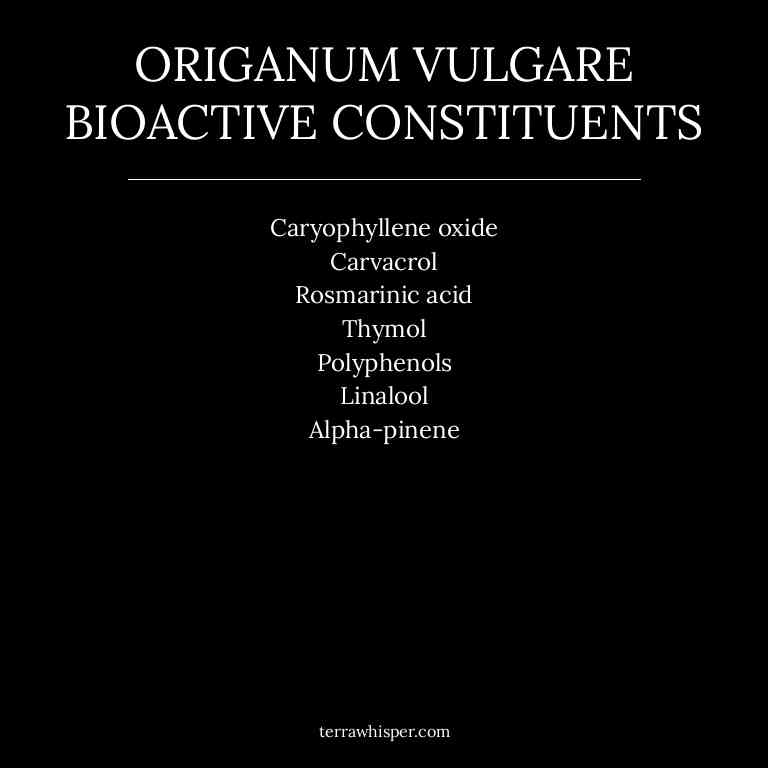 ORIGANUM VULGARE
BIOACTIVE CONSTITUENTS
Caryophyllene oxide
Carvacrol
Rosmarinic acid
Thymol
Polyphenols
Linalool
Alpha-pinene
terrawhisper.com